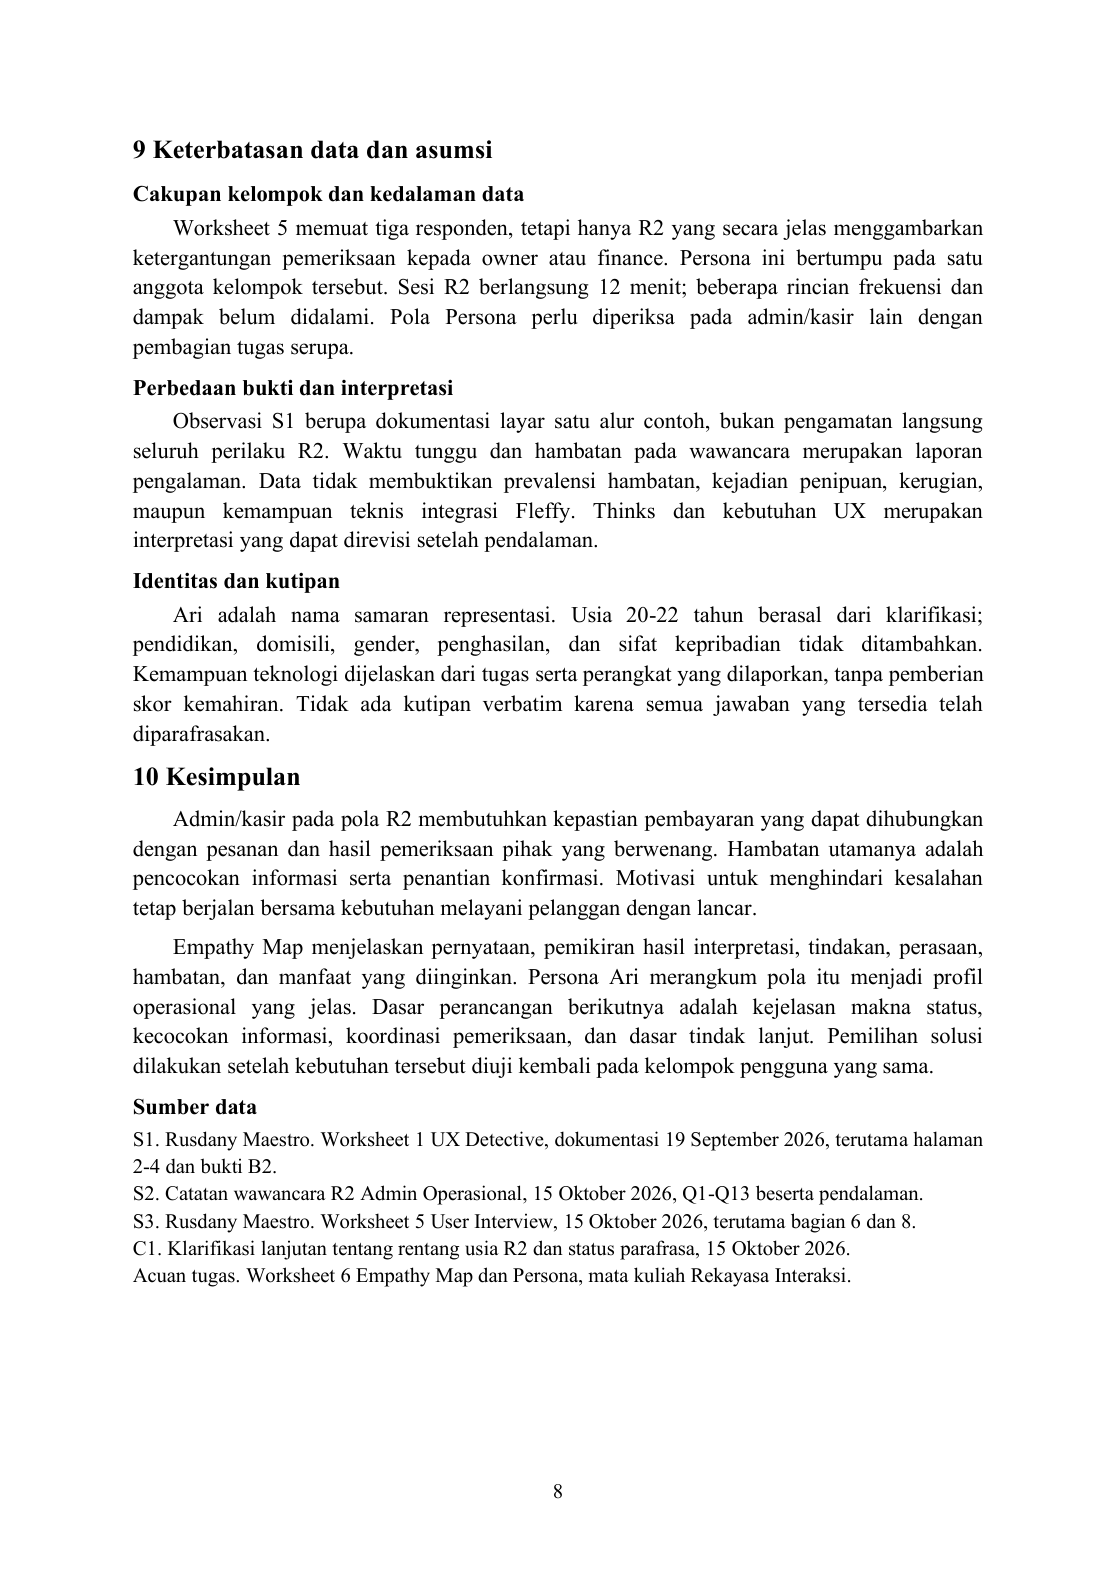 9 Keterbatasan data dan asumsi
Cakupan kelompok dan kedalaman data
Worksheet 5 memuat tiga responden, tetapi hanya R2 yang secara jelas menggambarkan
ketergantungan pemeriksaan kepada owner atau finance. Persona ini bertumpu pada satu
anggota kelompok tersebut. Sesi R2 berlangsung 12 menit; beberapa rincian frekuensi dan
dampak belum didalami. Pola Persona perlu diperiksa pada admin/kasir lain dengan
pembagian tugas serupa.
Perbedaan bukti dan interpretasi
Observasi S1 berupa dokumentasi layar satu alur contoh, bukan pengamatan langsung
seluruh perilaku R2. Waktu tunggu dan hambatan pada wawancara merupakan laporan
pengalaman. Data tidak membuktikan prevalensi hambatan, kejadian penipuan, kerugian,
maupun kemampuan teknis integrasi Fleffy. Thinks dan kebutuhan UX merupakan
interpretasi yang dapat direvisi setelah pendalaman.
Identitas dan kutipan
Ari adalah nama samaran representasi. Usia 20-22 tahun berasal dari klarifikasi;
pendidikan, domisili, gender, penghasilan, dan sifat kepribadian tidak ditambahkan.
Kemampuan teknologi dijelaskan dari tugas serta perangkat yang dilaporkan, tanpa pemberian
skor kemahiran. Tidak ada kutipan verbatim karena semua jawaban yang tersedia telah
diparafrasakan.
10 Kesimpulan
Admin/kasir pada pola R2 membutuhkan kepastian pembayaran yang dapat dihubungkan
dengan pesanan dan hasil pemeriksaan pihak yang berwenang. Hambatan utamanya adalah
pencocokan informasi serta penantian konfirmasi. Motivasi untuk menghindari kesalahan
tetap berjalan bersama kebutuhan melayani pelanggan dengan lancar.
Empathy Map menjelaskan pernyataan, pemikiran hasil interpretasi, tindakan, perasaan,
hambatan, dan manfaat yang diinginkan. Persona Ari merangkum pola itu menjadi profil
operasional yang jelas. Dasar perancangan berikutnya adalah kejelasan makna status,
kecocokan informasi, koordinasi pemeriksaan, dan dasar tindak lanjut. Pemilihan solusi
dilakukan setelah kebutuhan tersebut diuji kembali pada kelompok pengguna yang sama.
Sumber data
S1. Rusdany Maestro. Worksheet 1 UX Detective, dokumentasi 19 September 2026, terutama halaman
2-4 dan bukti B2.
S2. Catatan wawancara R2 Admin Operasional, 15 Oktober 2026, Q1-Q13 beserta pendalaman.
S3. Rusdany Maestro. Worksheet 5 User Interview, 15 Oktober 2026, terutama bagian 6 dan 8.
C1. Klarifikasi lanjutan tentang rentang usia R2 dan status parafrasa, 15 Oktober 2026.
Acuan tugas. Worksheet 6 Empathy Map dan Persona, mata kuliah Rekayasa Interaksi.
8